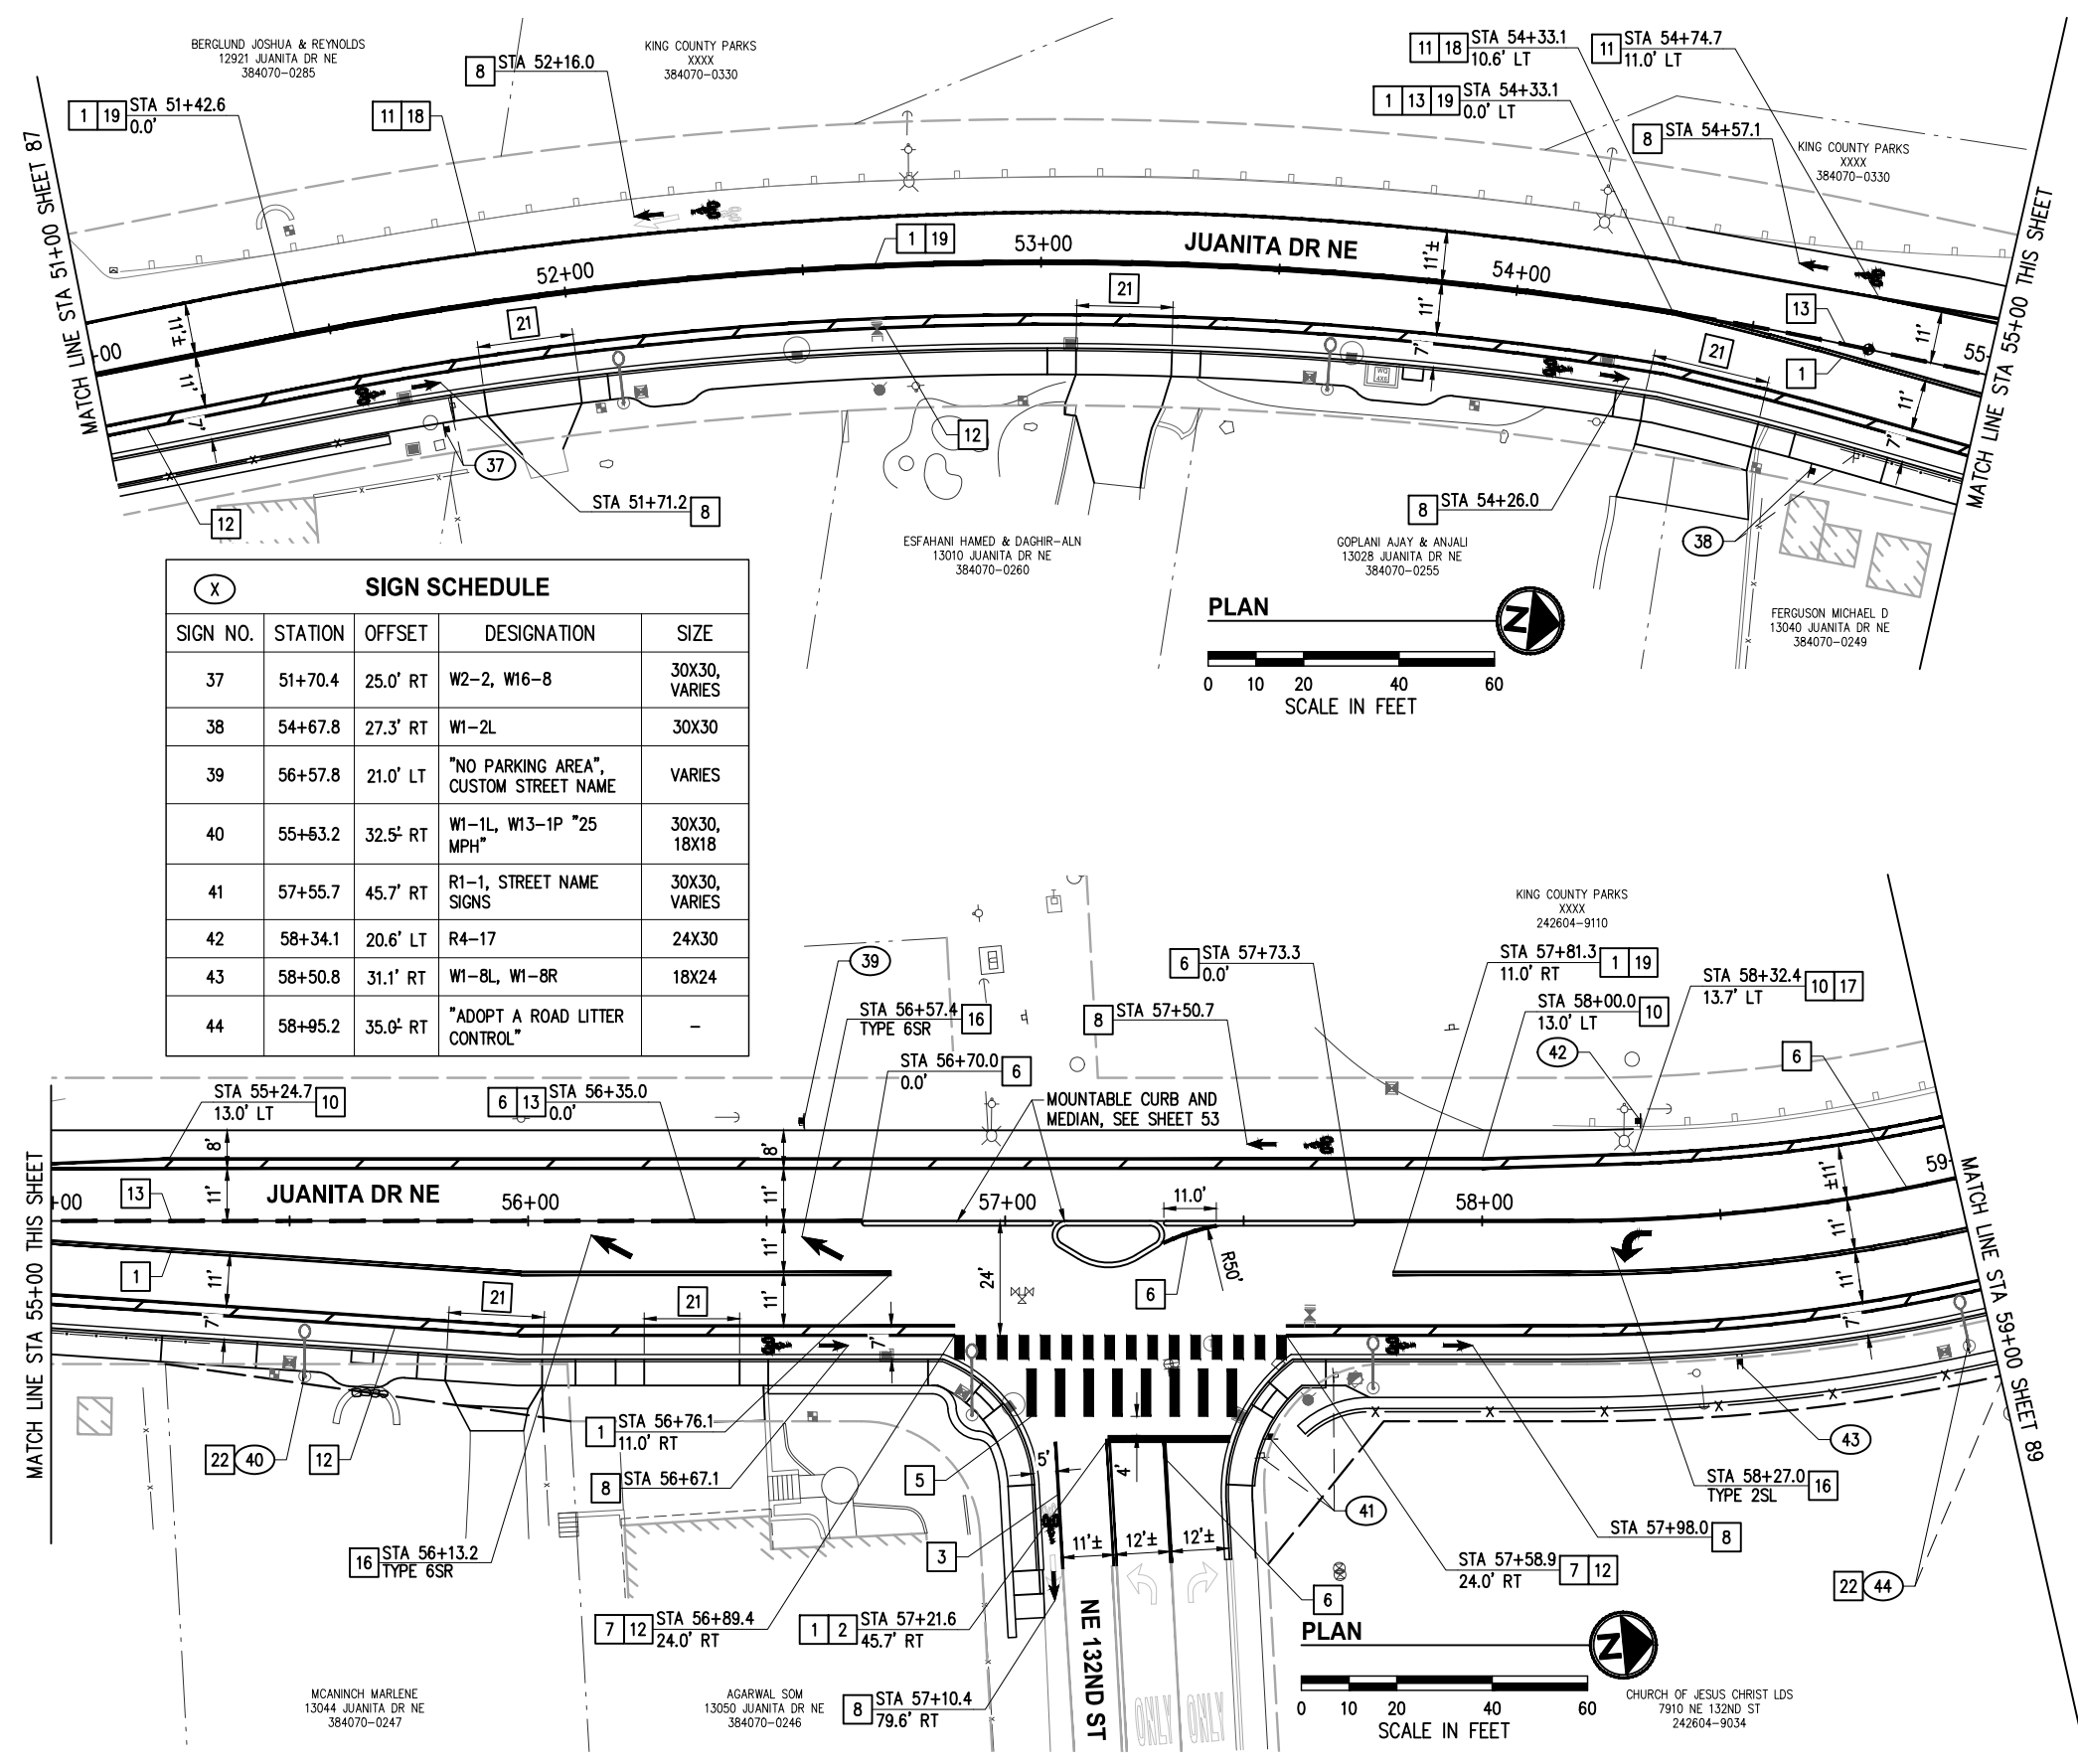 BERGLUND JOSHUA & REYNOLDS
12921 JUANITA DR NE
384070-0285
KING COUNTY PARKS
XXXX
384070-0330
8 STA 52+16.0
1 19 STA 51+42.6
0.0'
11 18
11 18 STA 54+33.1
10.6' LT
11 STA 54+74.7
11.0' LT
1 13 19 STA 54+33.1
0.0' LT
8 STA 54+57.1
KING COUNTY PARKS
XXXX
384070-0330
MATCH LINE STA 51+00 SHEET 87
MATCH LINE STA 55+00 THIS SHEET
-00
52+00
1 19
53+00
JUANITA DR NE
54+00
55-
11'±
11'
7'
21
21
11'±
11'
7'
13
21
1
11'
11'
7'
12
37
STA 51+71.2 8
12
8 STA 54+26.0
38
WQ
4X6
ESFAHANI HAMED & DAGHIR-ALN
13010 JUANITA DR NE
384070-0260
GOPLANI AJAY & ANJALI
13028 JUANITA DR NE
384070-0255
FERGUSON MICHAEL D
13040 JUANITA DR NE
384070-0249
PLAN
N
0 10 20 40 60
SCALE IN FEET
X SIGN SCHEDULE
SIGN NO. STATION OFFSET DESIGNATION SIZE
37 51+70.4 25.0' RT W2-2, W16-8 30X30, VARIES
38 54+67.8 27.3' RT W1-2L 30X30
39 56+57.8 21.0' LT "NO PARKING AREA", CUSTOM STREET NAME VARIES
40 55+53.2 32.5' RT W1-1L, W13-1P "25 MPH" 30X30, 18X18
41 57+55.7 45.7' RT R1-1, STREET NAME SIGNS 30X30, VARIES
42 58+34.1 20.6' LT R4-17 24X30
43 58+50.8 31.1' RT W1-8L, W1-8R 18X24
44 58+95.2 35.0' RT "ADOPT A ROAD LITTER CONTROL" -
KING COUNTY PARKS
XXXX
242604-9110
39
STA 56+57.4 16
TYPE 6SR
STA 56+70.0 6
0.0'
6 STA 57+73.3
0.0'
8 STA 57+50.7
STA 57+81.3 1 19
11.0' RT
STA 58+00.0 10
13.0' LT
42
STA 58+32.4 10 17
13.7' LT
6
MOUNTABLE CURB AND
MEDIAN, SEE SHEET 53
STA 55+24.7 10
13.0' LT
6 13 STA 56+35.0
0.0'
MATCH LINE STA 55+00 THIS SHEET
MATCH LINE STA 59+00 SHEET 89
+00
13
JUANITA DR NE
56+00
57+00
58+00
59-
8'
11'
11'
7'
8'
11'
11'
11'
7'
24'
11.0'
R50'
6
±11'
11'
11'
7'
1
21
21
22 40
12
1 STA 56+76.1
11.0' RT
8 STA 56+67.1
16 STA 56+13.2
TYPE 6SR
7 12 STA 56+89.4
24.0' RT
1 2 STA 57+21.6
45.7' RT
8 STA 57+10.4
79.6' RT
5
3
5'
4'
11'±
12'±
12'±
NE 132ND ST
ONLY
ONLY
41
6
STA 57+58.9 7 12
24.0' RT
STA 57+98.0 8
STA 58+27.0 16
TYPE 2SL
43
22 44
MCANINCH MARLENE
13044 JUANITA DR NE
384070-0247
AGARWAL SOM
13050 JUANITA DR NE
384070-0246
PLAN
N
0 10 20 40 60
SCALE IN FEET
CHURCH OF JESUS CHRIST LDS
7910 NE 132ND ST
242604-9034